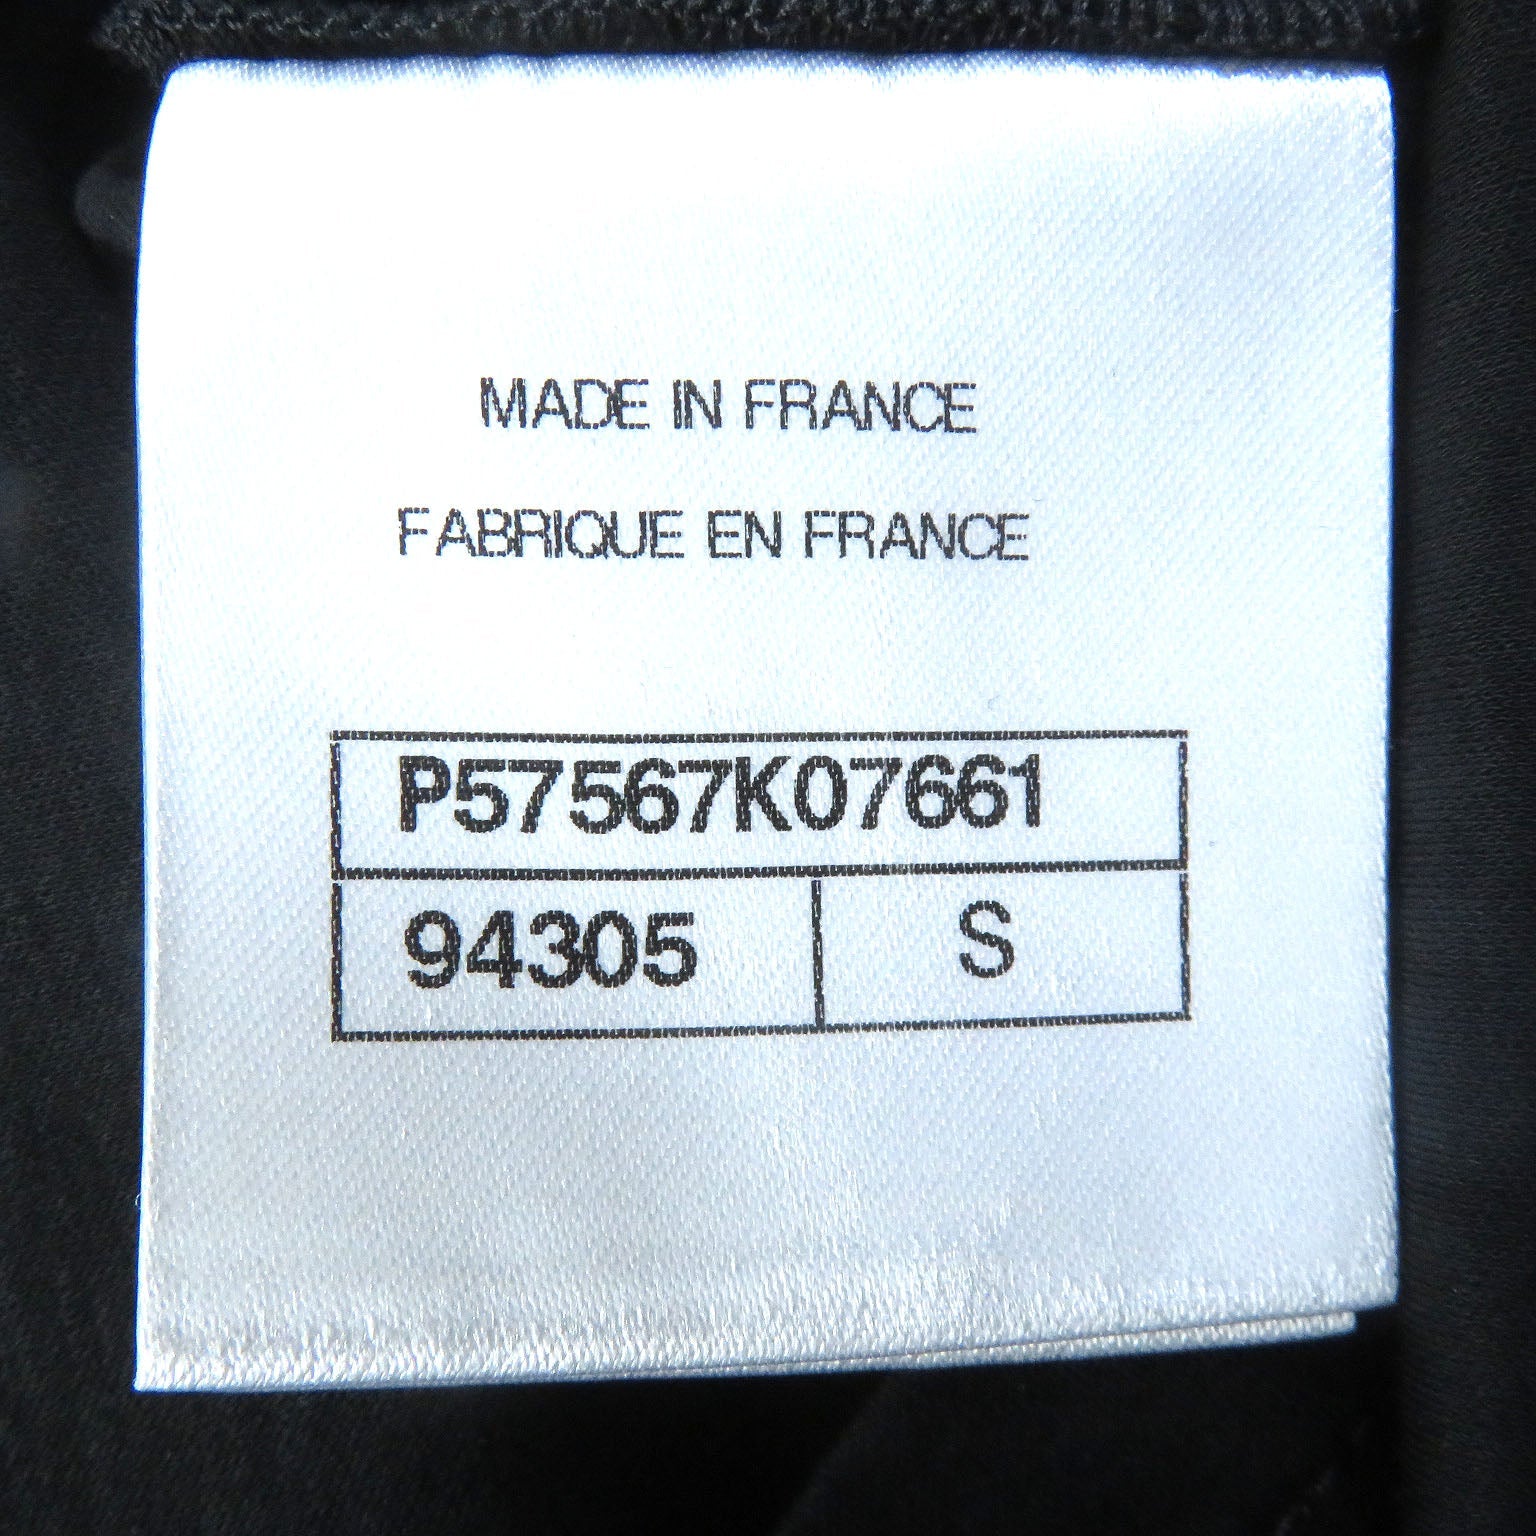 MADE IN FRANCE
FABRIQUE EN FRANCE
P57567K07661
94305 S